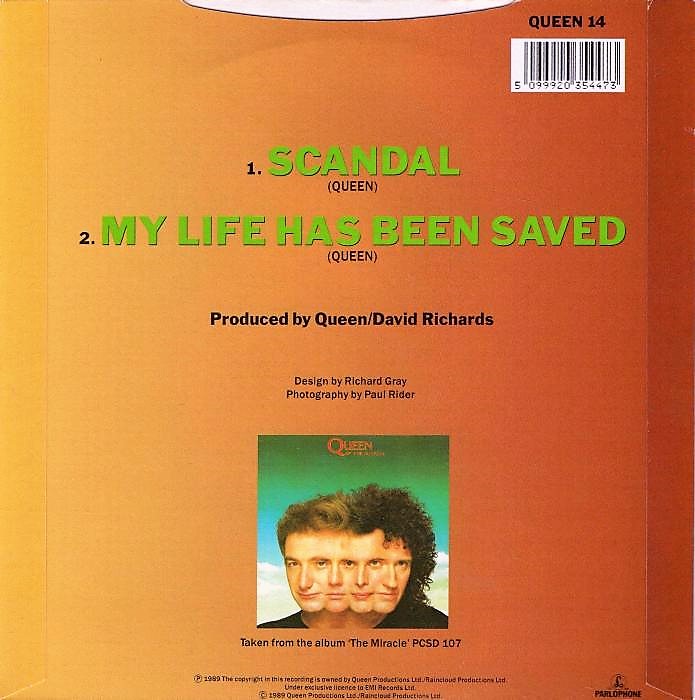 QUEEN 14
5 099920 354473
1. SCANDAL
(QUEEN)
2. MY LIFE HAS BEEN SAVED
(QUEEN)
Produced by Queen/David Richards
Design by Richard Gray
Photography by Paul Rider
QUEEN
THE MIRACLE
Taken from the album 'The Miracle' PCSD 107
Ⓟ 1989 The copyright in this recording is owned by Queen Productions Ltd./Raincloud Productions Ltd.
Under exclusive licence to EMI Records Ltd.
© 1989 Queen Productions Ltd./Raincloud Productions Ltd.
PARLOPHONE